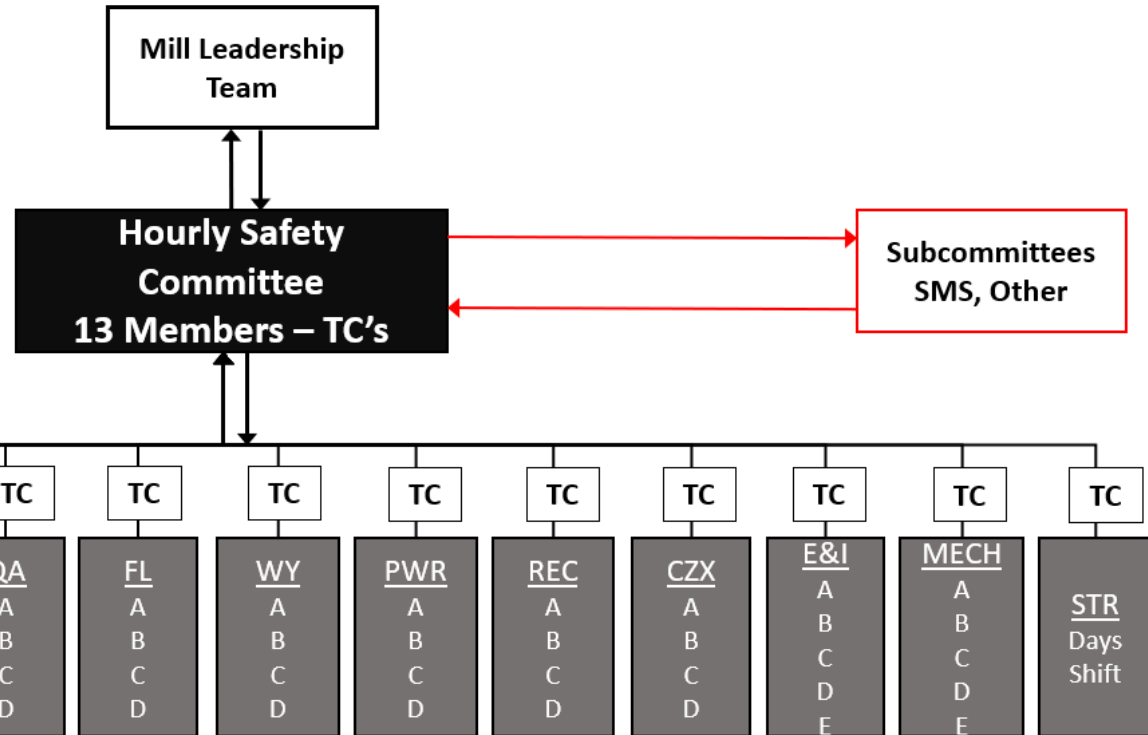 Mill Leadership
Team
Hourly Safety
Committee
13 Members – TC's
Subcommittees
SMS, Other
TC
TC
TC
TC
TC
TC
TC
TC
TC
QA
A
B
C
D
FL
A
B
C
D
WY
A
B
C
D
PWR
A
B
C
D
REC
A
B
C
D
CZX
A
B
C
D
E&I
A
B
C
D
E
MECH
A
B
C
D
E
STR
Days
Shift